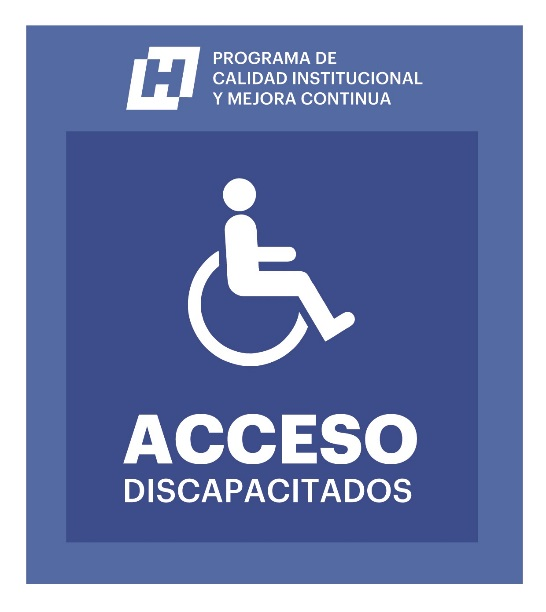 PROGRAMA DE
CALIDAD INSTITUCIONAL
Y MEJORA CONTINUA
ACCESO
DISCAPACITADOS